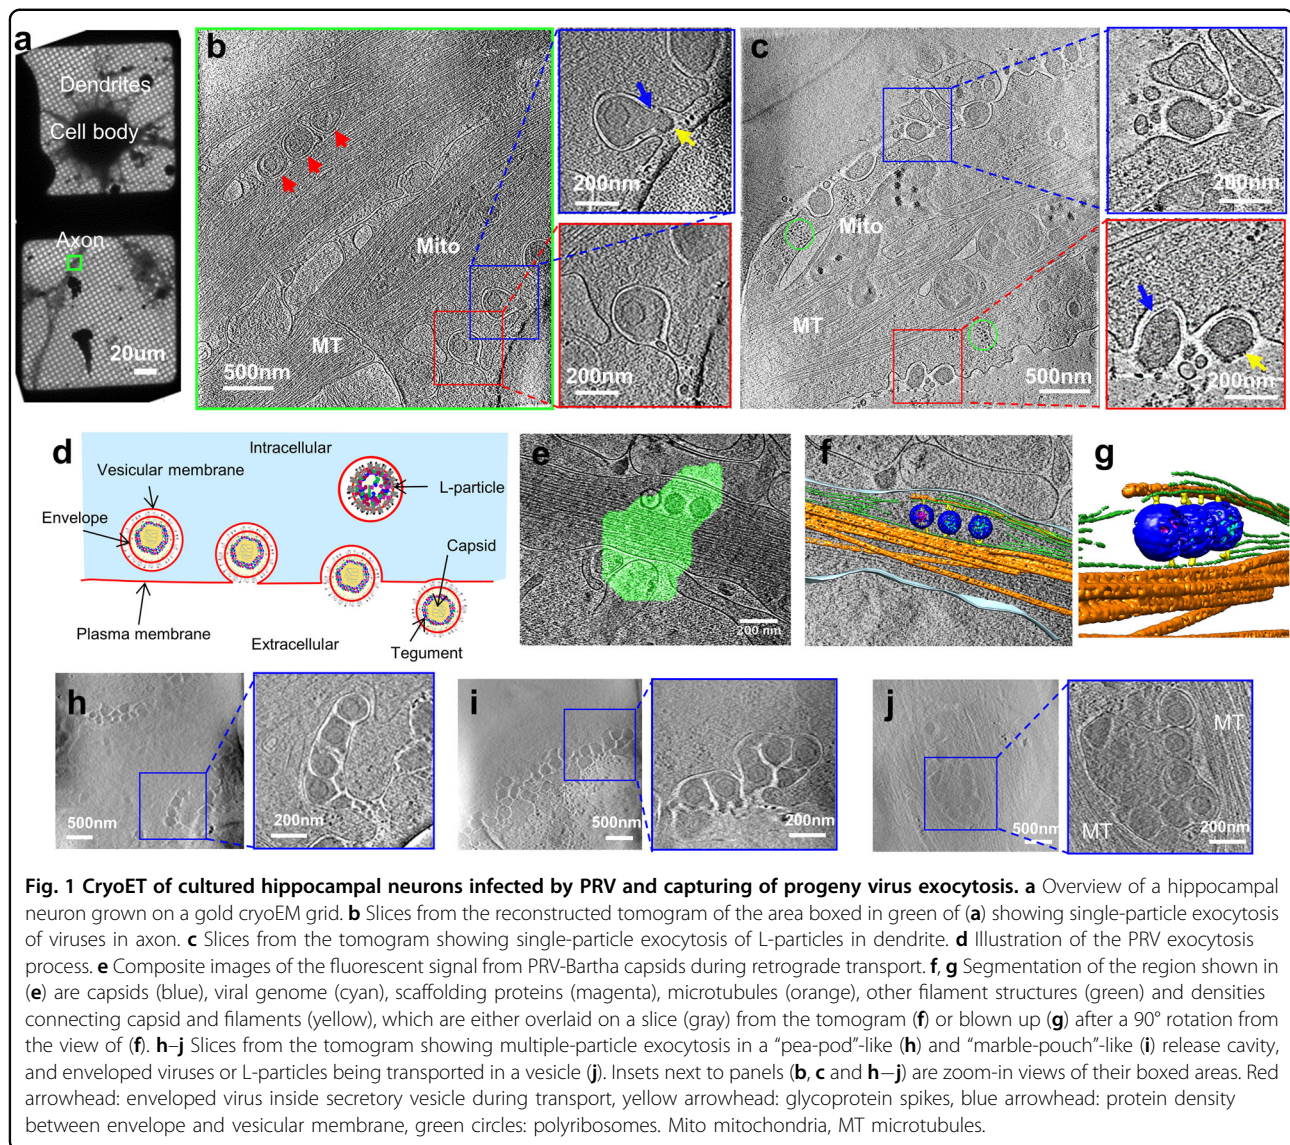 a
Dendrites
Cell body
Axon
20um
b
Mito
MT
500nm
200nm
200nm
c
Mito
MT
500nm
200nm
200nm
d
Intracellular
Vesicular membrane
L-particle
Envelope
Capsid
Plasma membrane
Extracellular
Tegument
e
200 nm
f
g
h
500nm
200nm
i
500nm
200nm
j
500nm
MT
MT
200nm
Fig. 1 CryoET of cultured hippocampal neurons infected by PRV and capturing of progeny virus exocytosis. a Overview of a hippocampal
neuron grown on a gold cryoEM grid. b Slices from the reconstructed tomogram of the area boxed in green of (a) showing single-particle exocytosis
of viruses in axon. c Slices from the tomogram showing single-particle exocytosis of L-particles in dendrite. d Illustration of the PRV exocytosis
process. e Composite images of the fluorescent signal from PRV-Bartha capsids during retrograde transport. f, g Segmentation of the region shown in
(e) are capsids (blue), viral genome (cyan), scaffolding proteins (magenta), microtubules (orange), other filament structures (green) and densities
connecting capsid and filaments (yellow), which are either overlaid on a slice (gray) from the tomogram (f) or blown up (g) after a 90° rotation from
the view of (f). h–j Slices from the tomogram showing multiple-particle exocytosis in a “pea-pod”-like (h) and “marble-pouch”-like (i) release cavity,
and enveloped viruses or L-particles being transported in a vesicle (j). Insets next to panels (b, c and h–j) are zoom-in views of their boxed areas. Red
arrowhead: enveloped virus inside secretory vesicle during transport, yellow arrowhead: glycoprotein spikes, blue arrowhead: protein density
between envelope and vesicular membrane, green circles: polyribosomes. Mito mitochondria, MT microtubules.